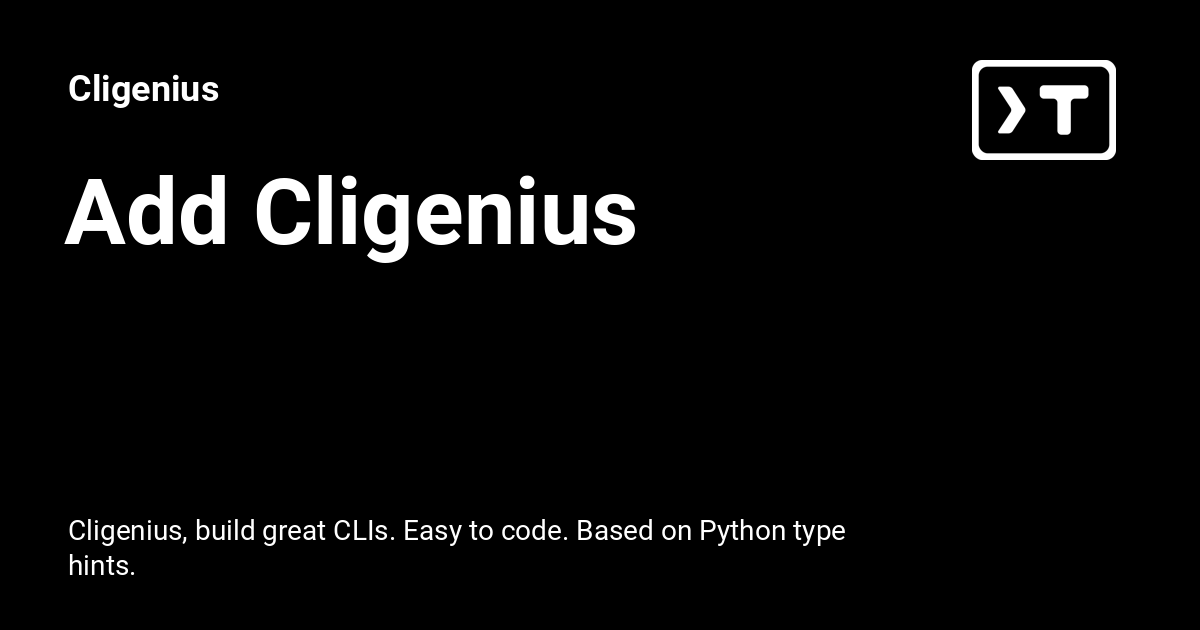 Cligenius
T
Add Cligenius
Cligenius, build great CLIs. Easy to code. Based on Python type
hints.